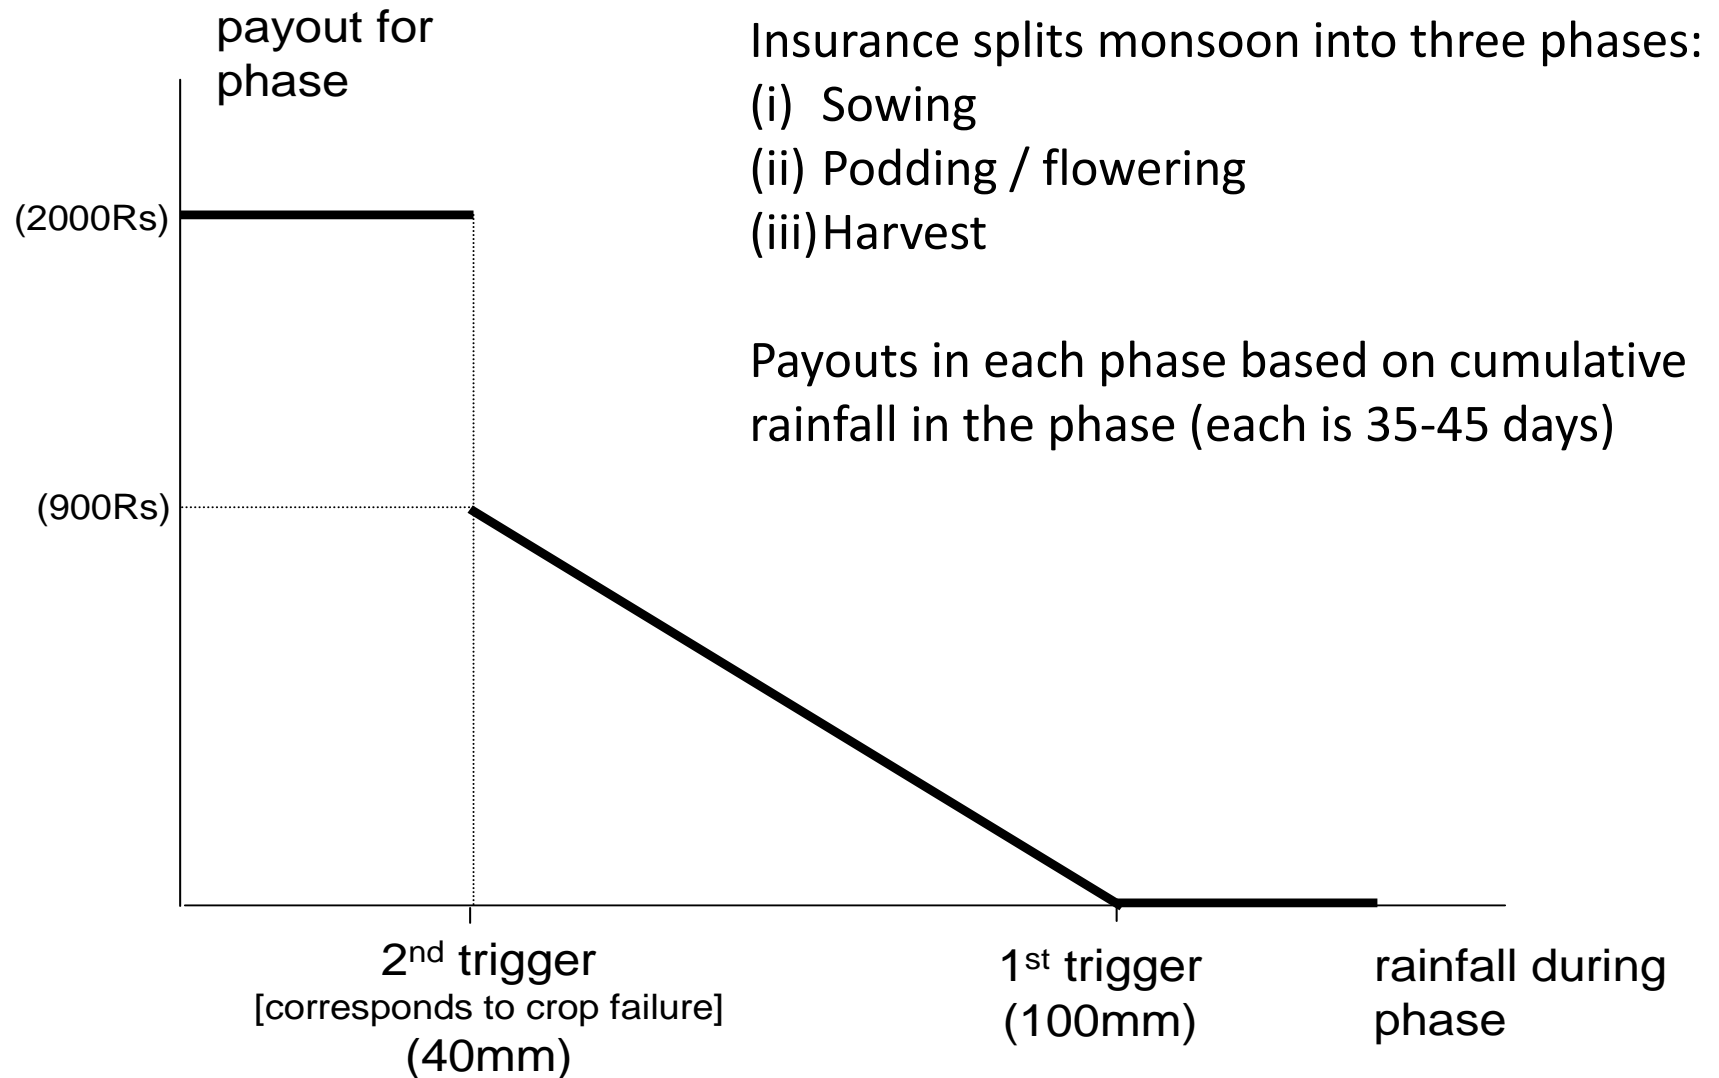 payout for
phase
Insurance splits monsoon into three phases:
(i) Sowing
(ii) Podding / flowering
(iii) Harvest
Payouts in each phase based on cumulative
rainfall in the phase (each is 35-45 days)
(2000Rs)
(900Rs)
2nd trigger
[corresponds to crop failure]
(40mm)
1st trigger
(100mm)
rainfall during
phase